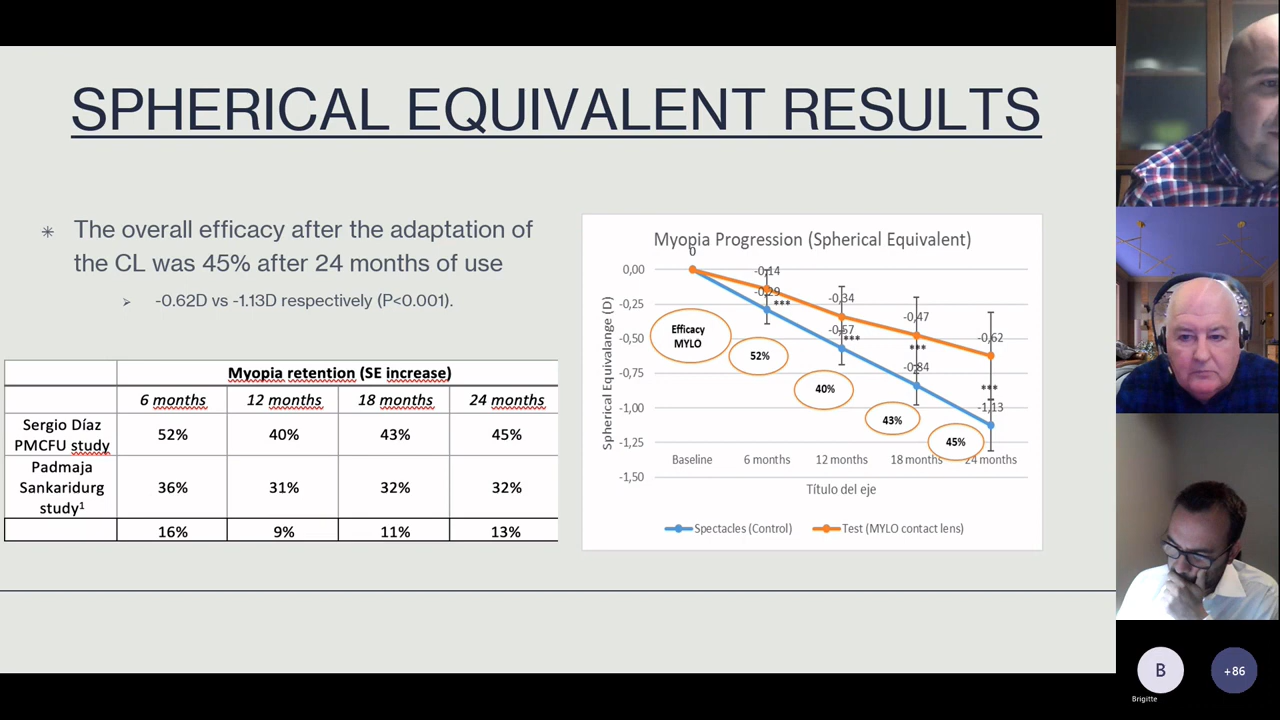 SPHERICAL EQUIVALENT RESULTS
The overall efficacy after the adaptation of
the CL was 45% after 24 months of use
-0.62D vs -1.13D respectively (P<0.001).
Myopia retention (SE increase)
6 months 12 months 18 months 24 months
Sergio Díaz
PMCFU study
52% 40% 43% 45%
Padmaja
Sankaridurg
study¹
36% 31% 32% 32%
16% 9% 11% 13%
Myopia Progression (Spherical Equivalent)
Spherical Equivalange (D)
0,00
-0,25
-0,50
-0,75
-1,00
-1,25
-1,50
0
-0,14
-0,34
-0,47
-0,62
-0,29
-0,57
-0,84
-1,13
***
***
***
***
Efficacy
MYLO
52%
40%
43%
45%
Baseline 6 months 12 months 18 months 24 months
Título del eje
Spectacles (Control) Test (MYLO contact lens)
B
Brigitte
+86